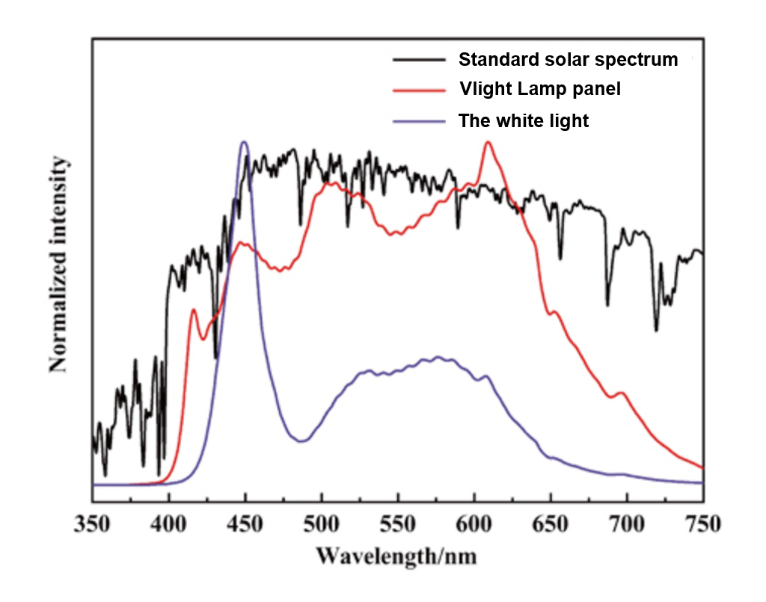 Standard solar spectrum
Vlight Lamp panel
The white light
Normalized intensity
350 400 450 500 550 600 650 700 750
Wavelength/nm